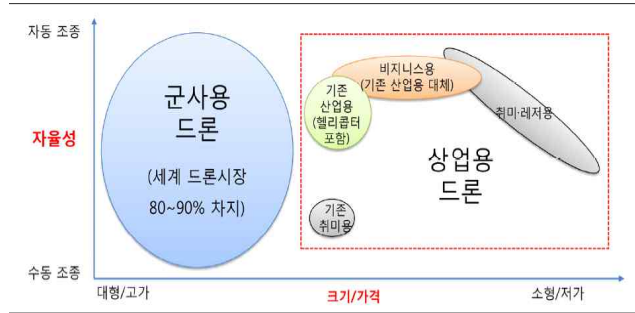 자동 조종
자율성
수동 조종
군사용
드론
(세계 드론시장
80~90% 차지)
비지니스용
(기존 산업용 대체)
기존
산업용
(헬리콥터
포함)
취미·레저용
상업용
드론
기존
취미용
대형/고가
크기/가격
소형/저가